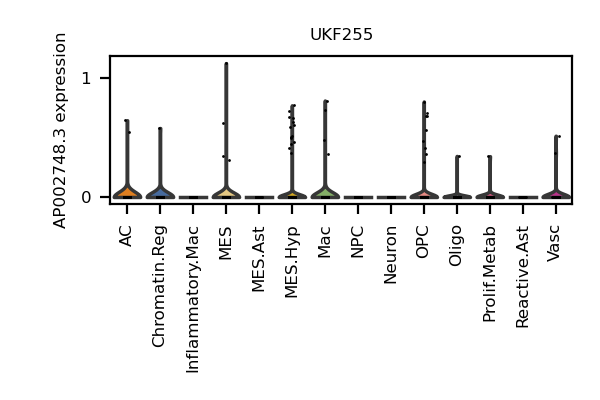 UKF255
AP002748.3 expression
1
0
AC
Chromatin.Reg
Inflammatory.Mac
MES
MES.Ast
MES.Hyp
Mac
NPC
Neuron
OPC
Oligo
Prolif.Metab
Reactive.Ast
Vasc